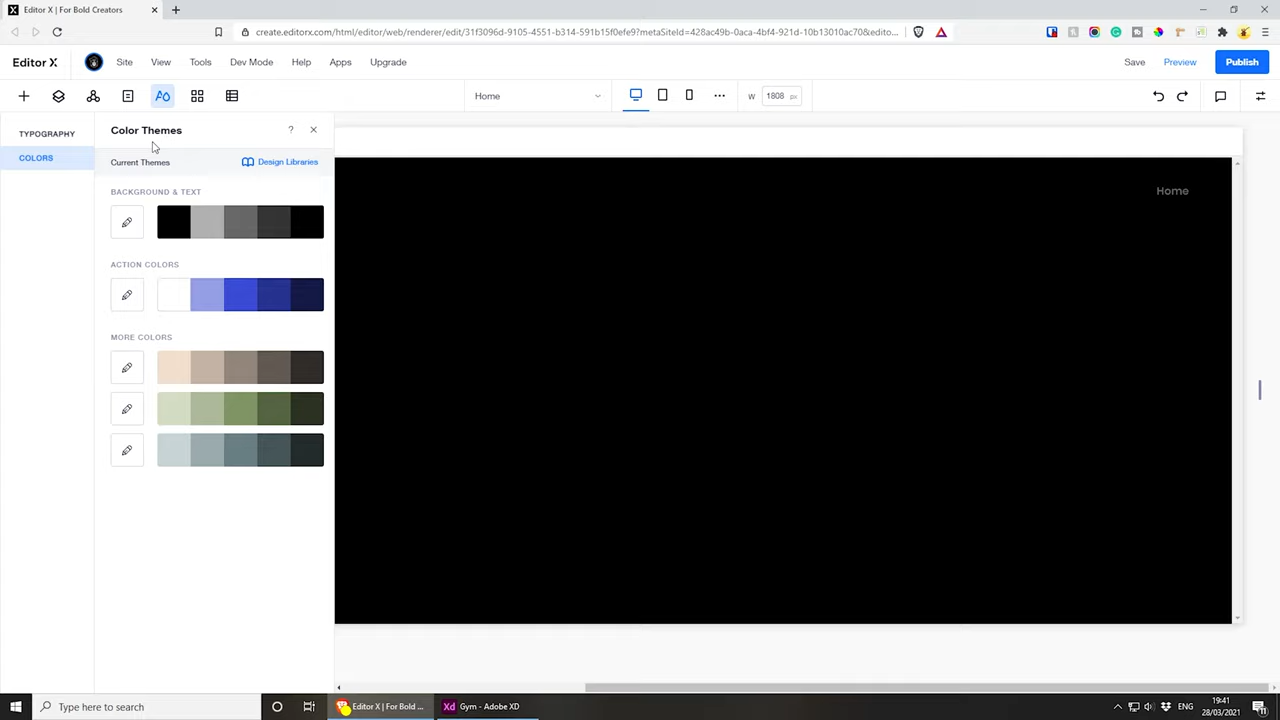 Editor X | For Bold Creators
create.editorx.com/html/editor/web/renderer/edit/31f3096d-9105-4551-b314-591b15f0efe9?metaSiteId=428ac49b-0aca-4bf4-921d-10b13010ac70&edito...
Editor X
Site
View
Tools
Dev Mode
Help
Apps
Upgrade
Save
Preview
Publish
Home
W
1808
px
TYPOGRAPHY
COLORS
Color Themes
?
Current Themes
Design Libraries
BACKGROUND & TEXT
ACTION COLORS
MORE COLORS
Home
Type here to search
Editor X | For Bold ...
Xd
Gym - Adobe XD
ENG
19:41
28/03/2021